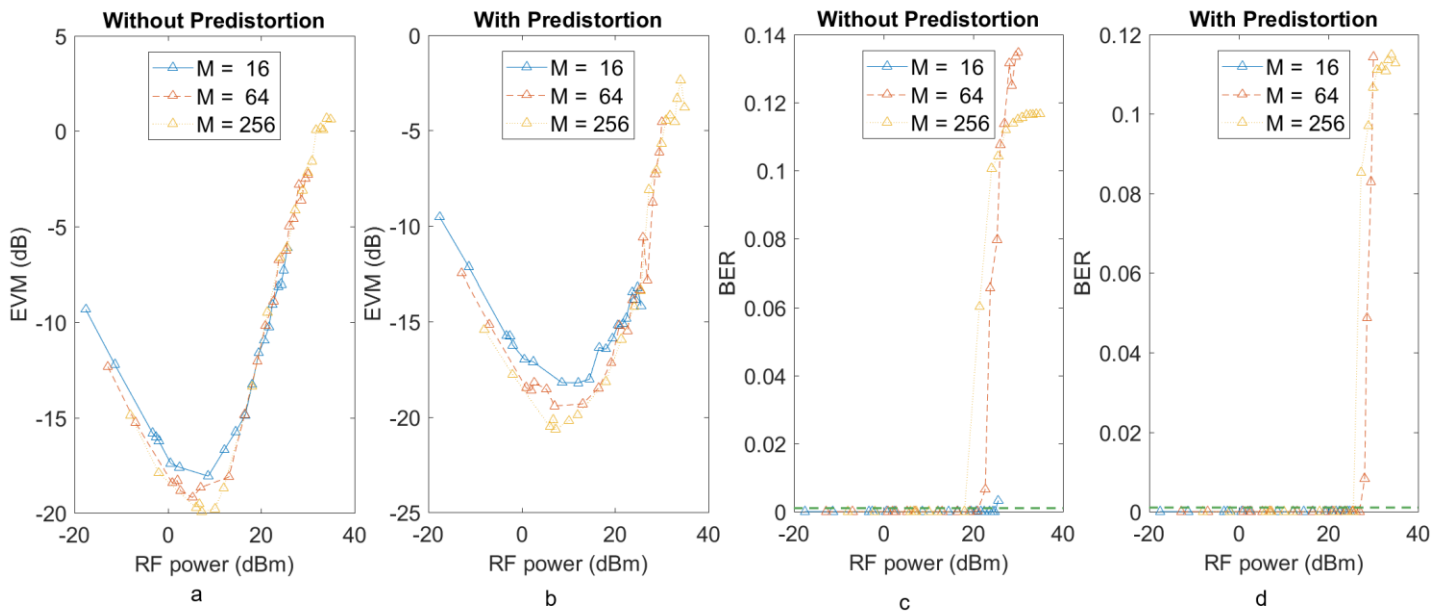 Without Predistortion
5
0
-5
-10
-15
-20
EVM (dB)
-20
0
20
40
RF power (dBm)
M =  16
M =  64
M = 256
a
With Predistortion
0
-5
-10
-15
-20
-25
EVM (dB)
-20
0
20
40
RF power (dBm)
M =  16
M =  64
M = 256
b
Without Predistortion
0.14
0.12
0.1
0.08
0.06
0.04
0.02
0
BER
-20
0
20
40
RF power (dBm)
M =  16
M =  64
M = 256
c
With Predistortion
0.12
0.1
0.08
0.06
0.04
0.02
0
BER
-20
0
20
40
RF power (dBm)
M =  16
M =  64
M = 256
d